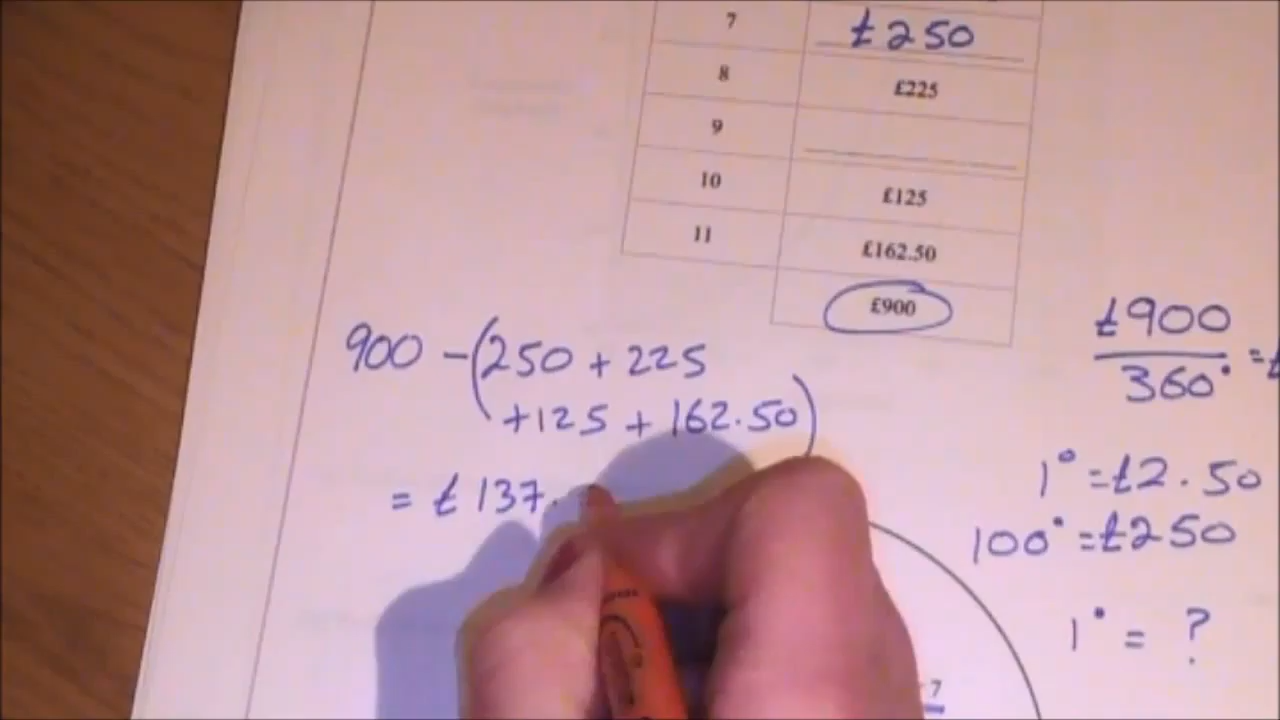 7 £250
8 £225
9
10 £125
11 £162.50
£900
900 - (250 + 225
+125 + 162.50)
= £137.
£900
360° =
1° = £2.50
100° = £250
1° = ?
7